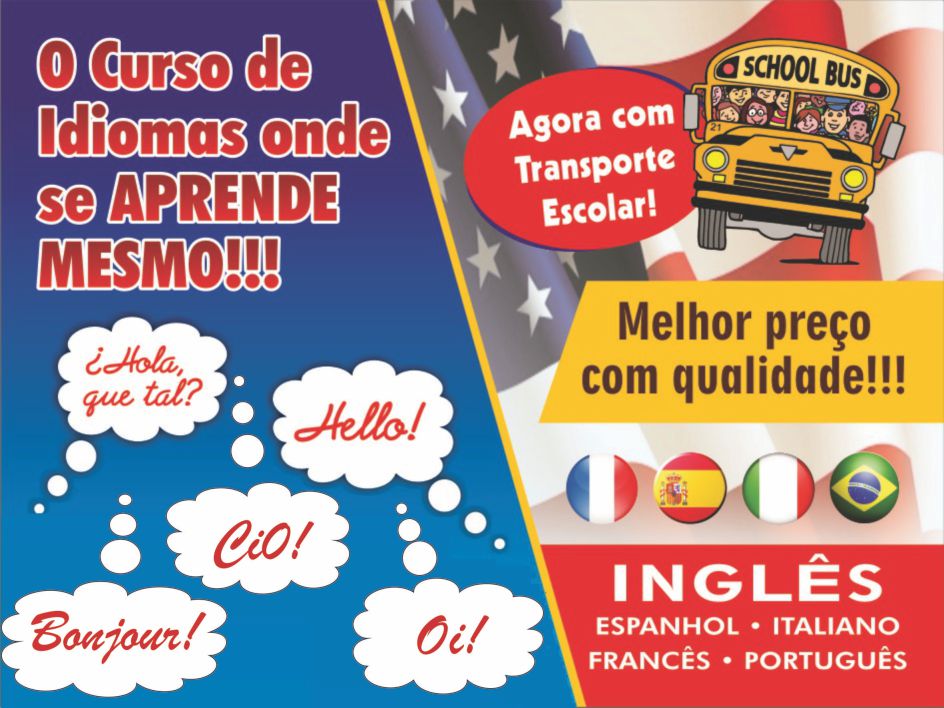 O Curso de
Idiomas onde
se APRENDE
MESMO!!!
¿Hola,
que tal?
Hello!
CiO!
Bonjour!
Oi!
Agora com
Transporte
Escolar!
SCHOOL BUS
21
Melhor preço
com qualidade!!!
INGLÊS
ESPANHOL • ITALIANO
FRANCÊS • PORTUGUÊS